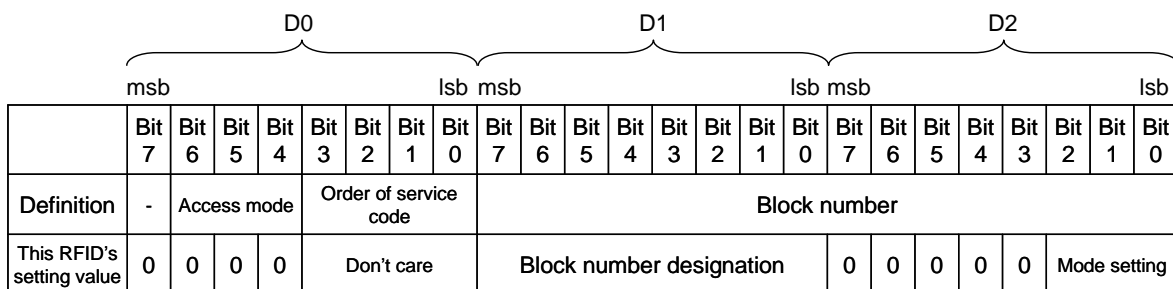 D0 D1 D2
msb lsb msb lsb msb lsb
Bit 7 Bit 6 Bit 5 Bit 4 Bit 3 Bit 2 Bit 1 Bit 0 Bit 7 Bit 6 Bit 5 Bit 4 Bit 3 Bit 2 Bit 1 Bit 0 Bit 7 Bit 6 Bit 5 Bit 4 Bit 3 Bit 2 Bit 1 Bit 0
Definition - Access mode Order of service code Block number
This RFID's setting value 0 0 0 0 Don't care Block number designation 0 0 0 0 0 Mode setting